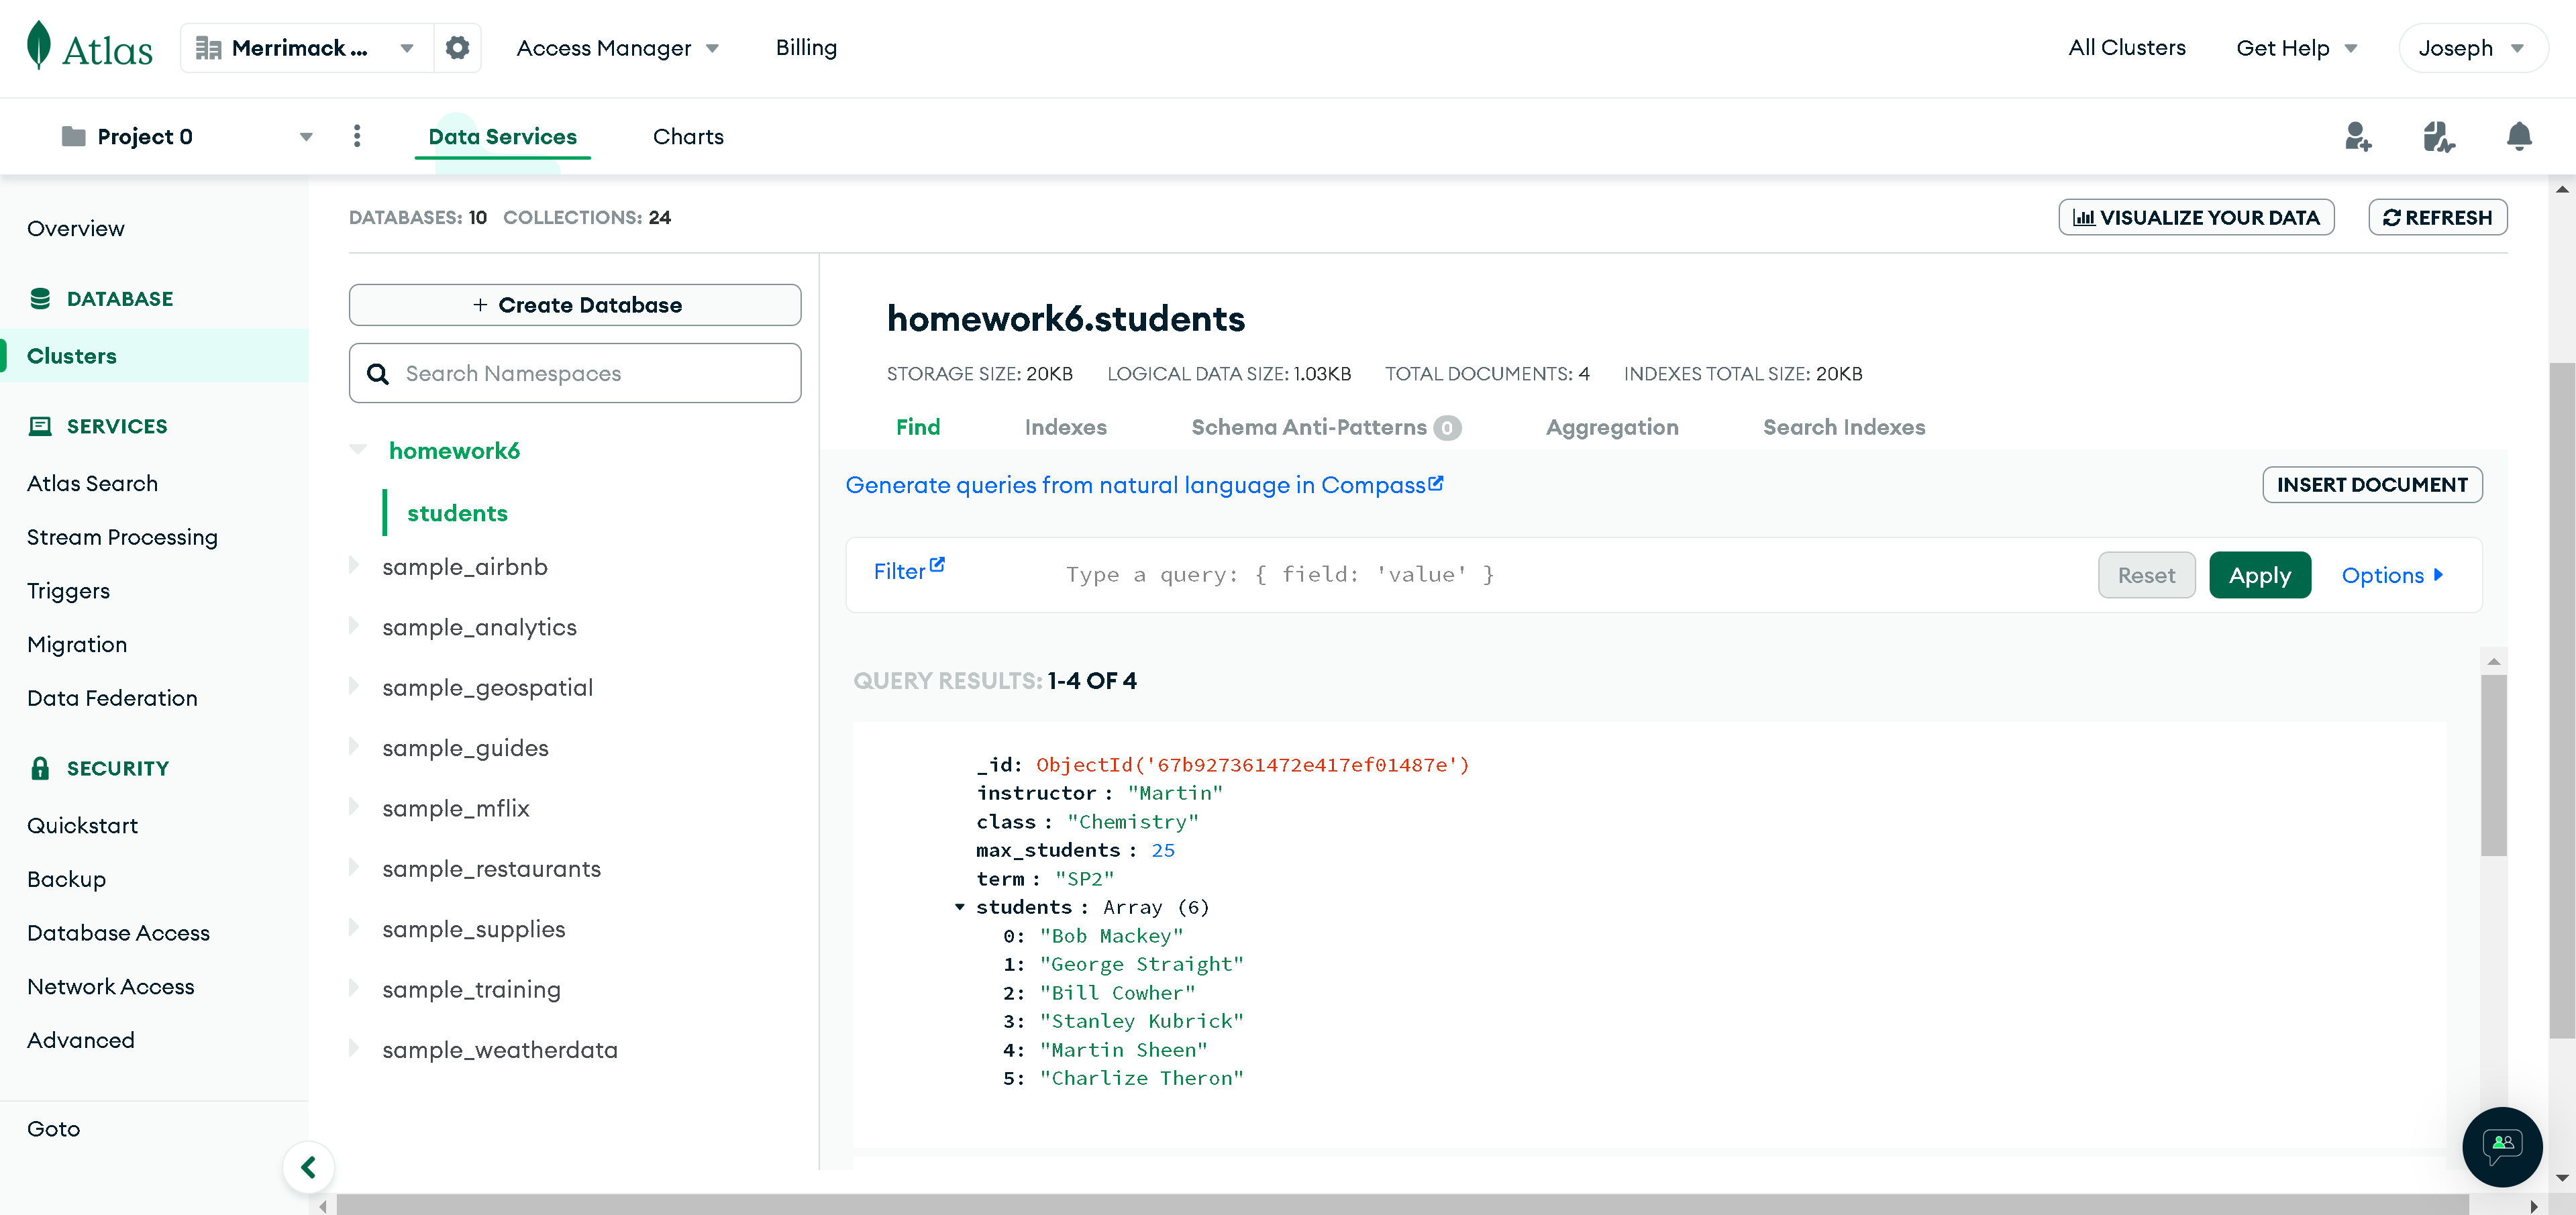 Atlas
Merrimack ...
Access Manager
Billing
All Clusters
Get Help
Joseph
Project 0
Data Services
Charts
Overview
DATABASE
Clusters
SERVICES
Atlas Search
Stream Processing
Triggers
Migration
Data Federation
SECURITY
Quickstart
Backup
Database Access
Network Access
Advanced
Goto
DATABASES: 10 COLLECTIONS: 24
VISUALIZE YOUR DATA
REFRESH
+ Create Database
Search Namespaces
homework6
students
sample_airbnb
sample_analytics
sample_geospatial
sample_guides
sample_mflix
sample_restaurants
sample_supplies
sample_training
sample_weatherdata
homework6.students
STORAGE SIZE: 20KB LOGICAL DATA SIZE: 1.03KB TOTAL DOCUMENTS: 4 INDEXES TOTAL SIZE: 20KB
Find Indexes Schema Anti-Patterns 0 Aggregation Search Indexes
Generate queries from natural language in Compass
INSERT DOCUMENT
Filter
Type a query: { field: 'value' }
Reset
Apply
Options
QUERY RESULTS: 1-4 OF 4
_id: ObjectId('67b927361472e417ef01487e')
instructor : "Martin"
class : "Chemistry"
max_students : 25
term : "SP2"
students : Array (6)
0: "Bob Mackey"
1: "George Straight"
2: "Bill Cowher"
3: "Stanley Kubrick"
4: "Martin Sheen"
5: "Charlize Theron"